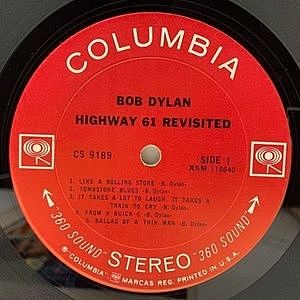 COLUMBIA
BOB DYLAN
HIGHWAY 61 REVISITED
CS 9189
SIDE 1
XSM 110640
1. LIKE A ROLLING STONE -B. Dylan-
2. TOMBSTONE BLUES -B. Dylan-
3. IT TAKES A LOT TO LAUGH, IT TAKES A
TRAIN TO CRY -B. Dylan-
4. FROM A BUICK 6 -B. Dylan-
5. BALLAD OF A THIN MAN -B. Dylan-
"360 SOUND" STEREO "360 SOUND"
® "COLUMBIA" MARCAS REG. PRINTED IN U.S.A.